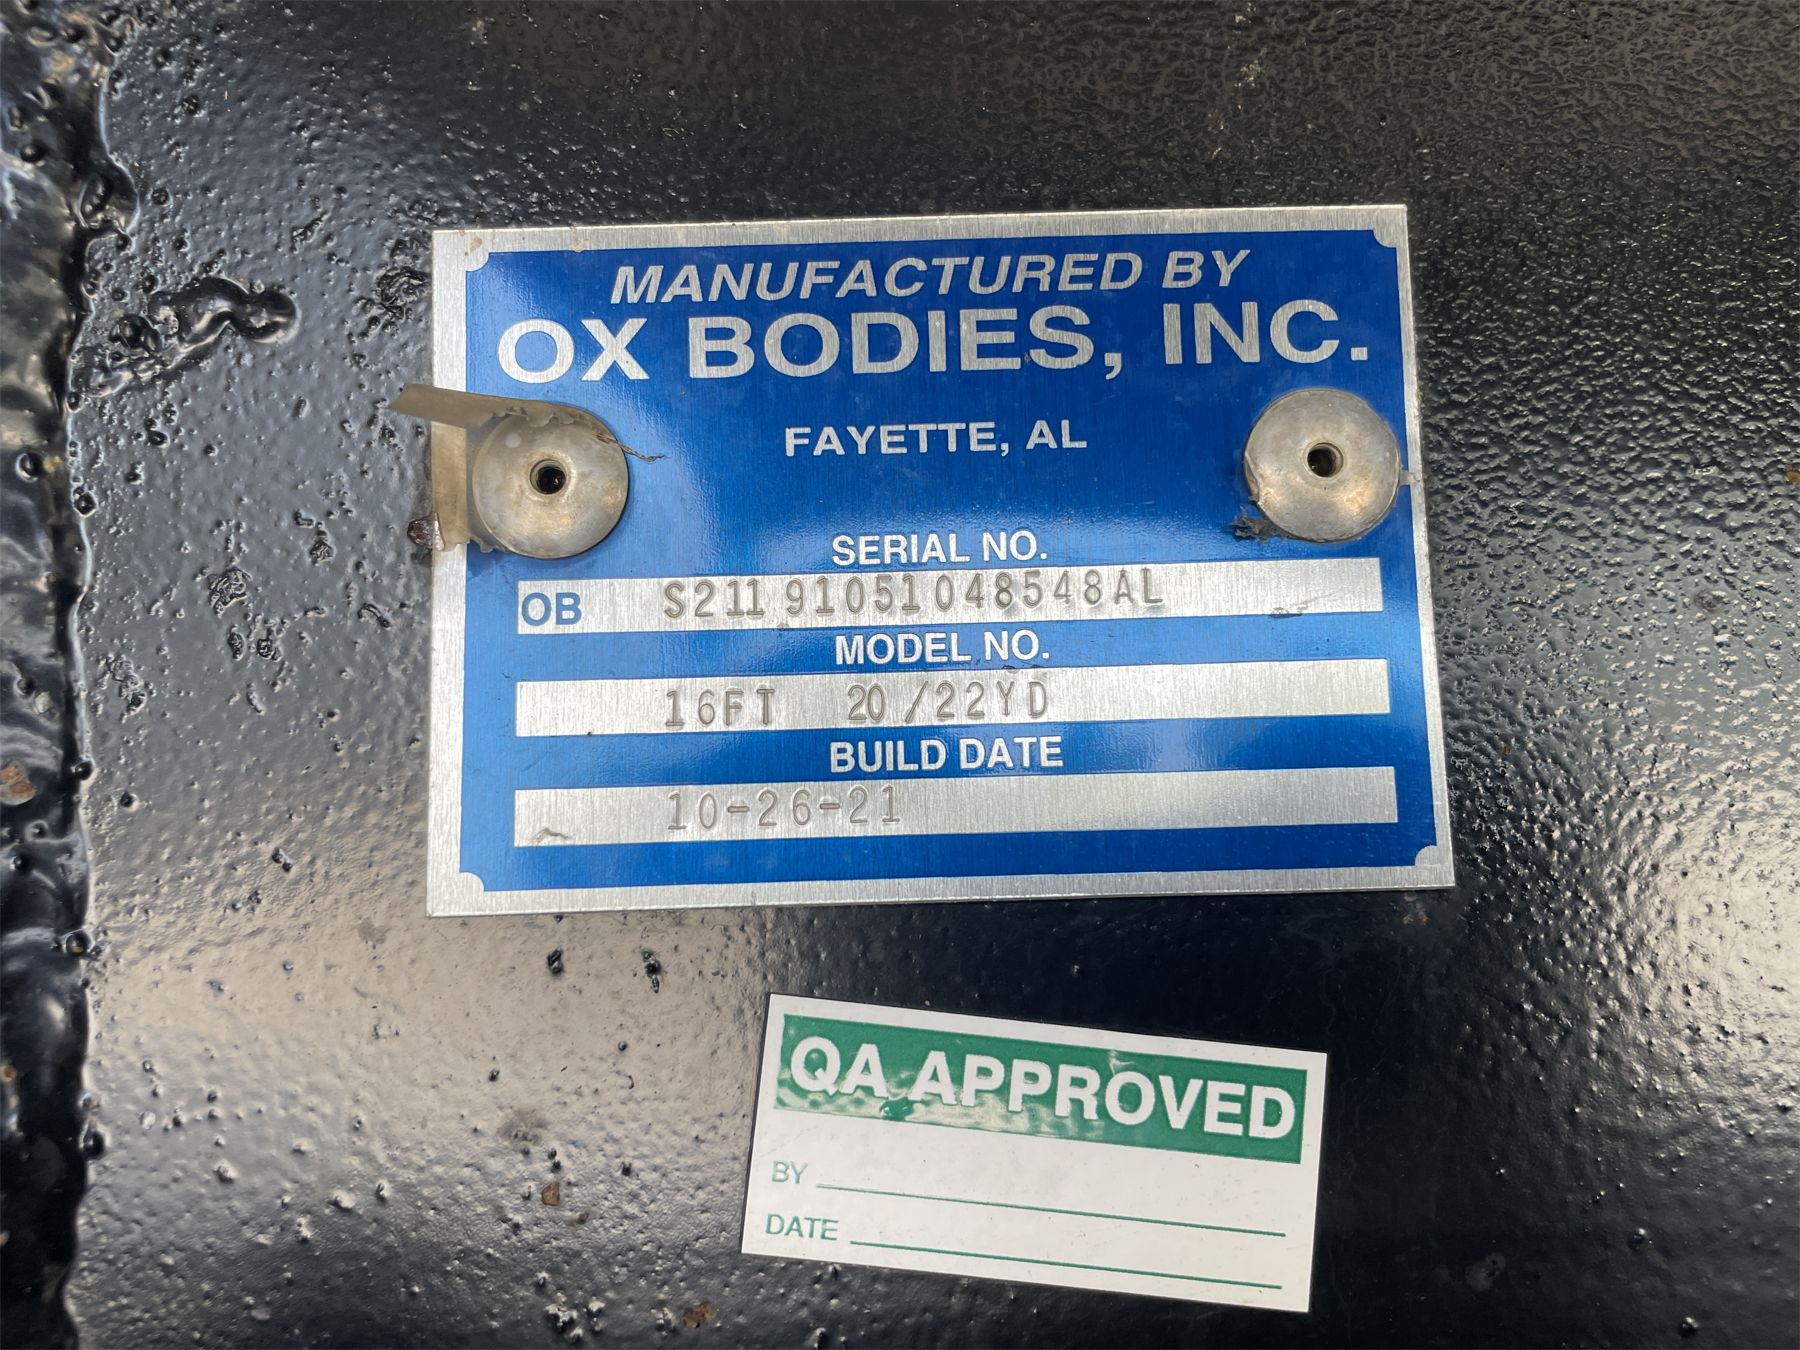 MANUFACTURED BY
OX BODIES, INC.
FAYETTE, AL
SERIAL NO.
OB S211 91051048548AL
MODEL NO.
16FT 20/22YD
BUILD DATE
10-26-21
QA APPROVED
BY
DATE